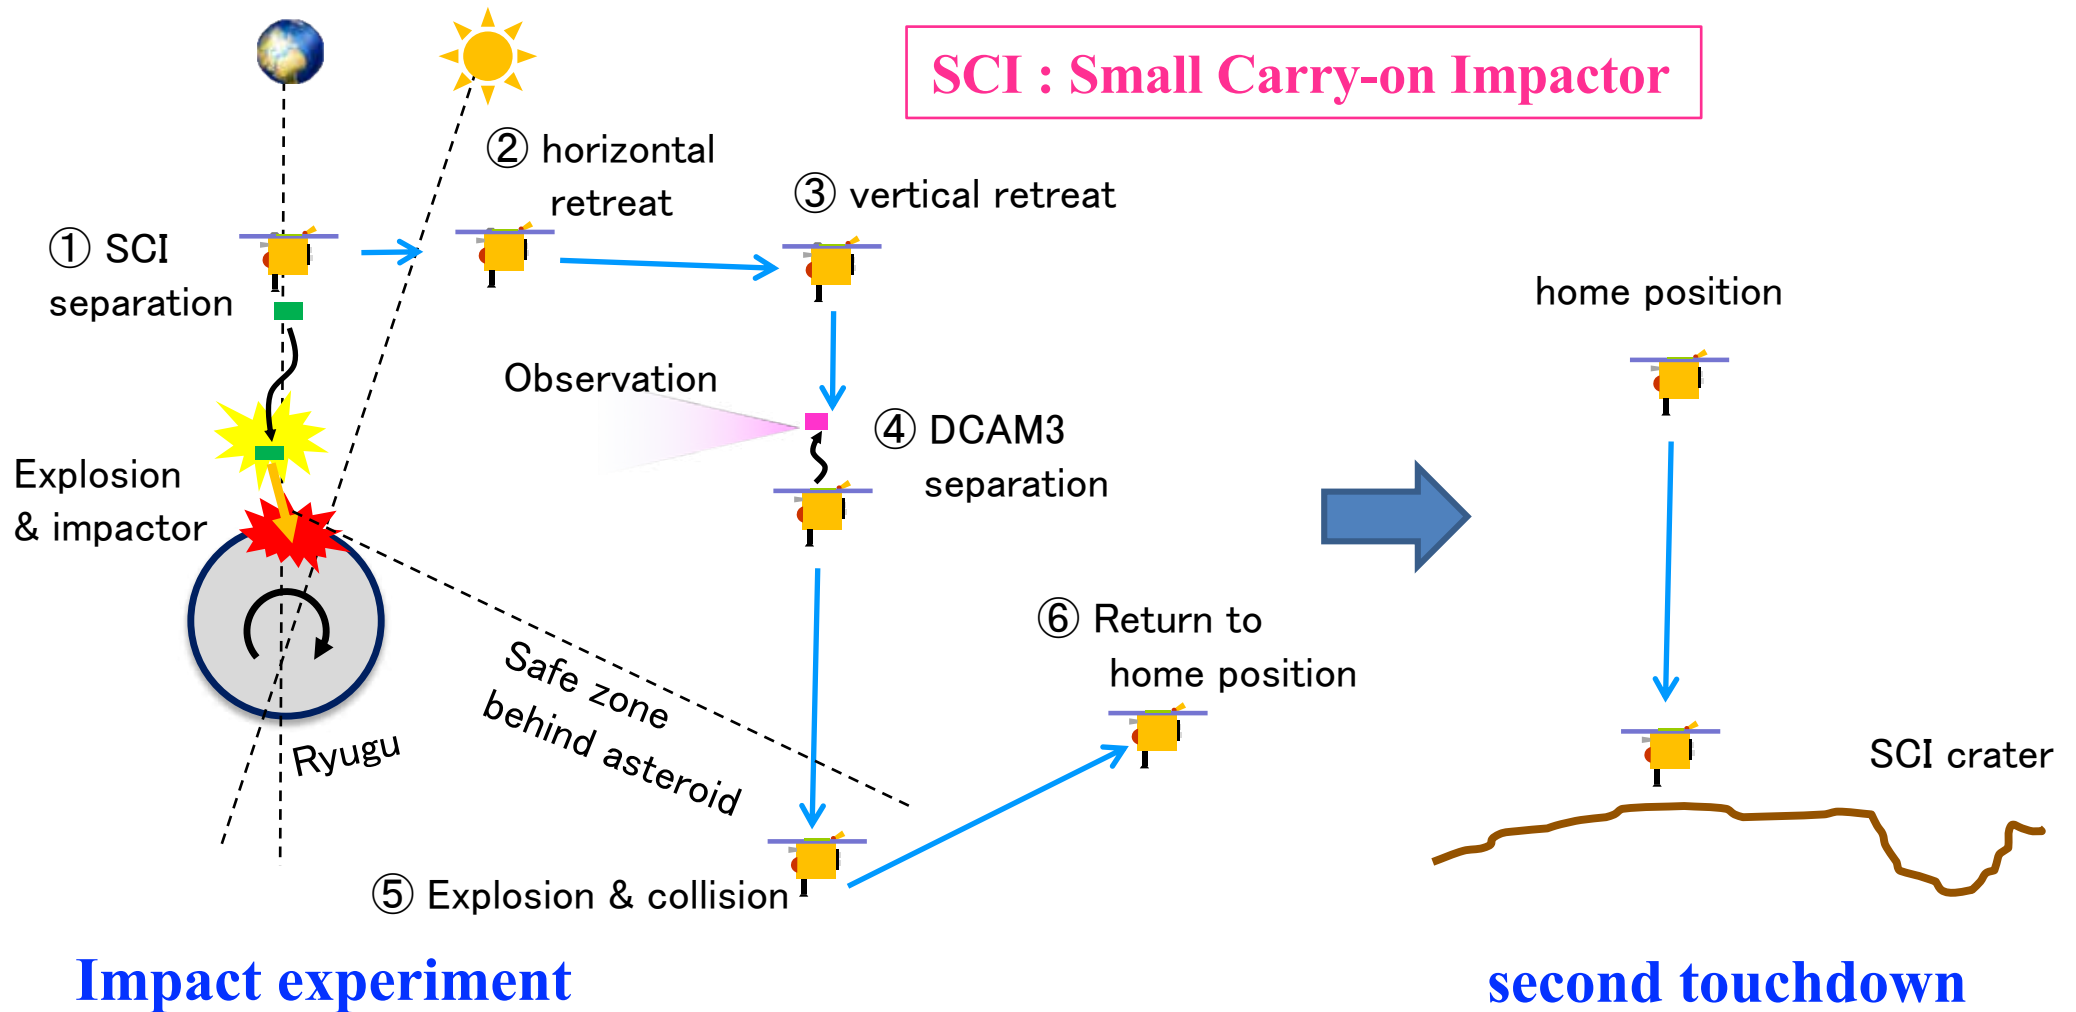 SCI : Small Carry-on Impactor
② horizontal
retreat
③ vertical retreat
① SCI
separation
Observation
④ DCAM3
separation
Explosion
& impactor
Safe zone
behind asteroid
Ryugu
⑤ Explosion & collision
⑥ Return to
home position
home position
SCI crater
Impact experiment
second touchdown